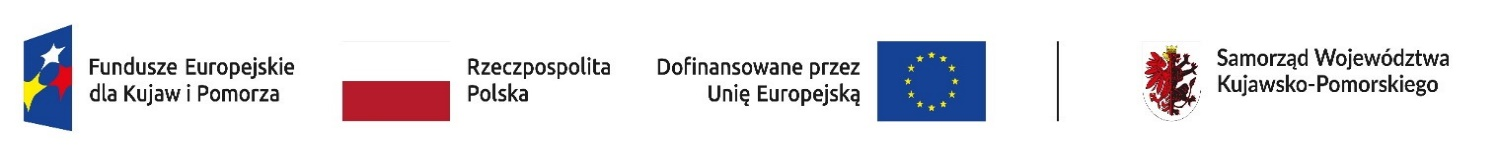 Fundusze Europejskie
dla Kujaw i Pomorza
Rzeczpospolita
Polska
Dofinansowane przez
Unię Europejską
Samorząd Województwa
Kujawsko-Pomorskiego